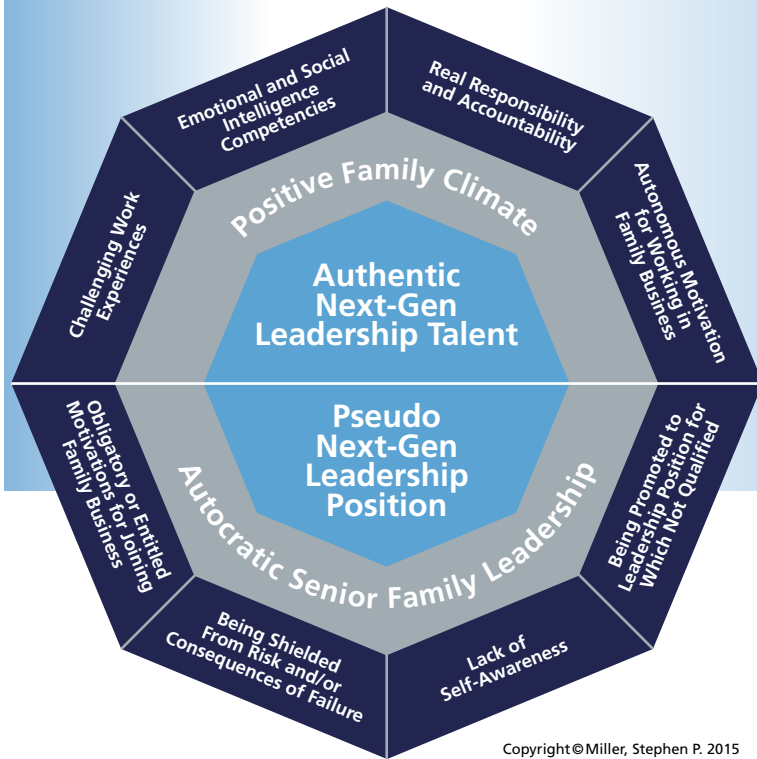 Emotional and Social
Intelligence
Competencies
Real Responsibility
and Accountability
Challenging Work
Experiences
Autonomous Motivation
for Working in
Family Business
Positive Family Climate
Authentic
Next-Gen
Leadership Talent
Pseudo
Next-Gen
Leadership
Position
Autocratic Senior Family Leadership
Obligatory or Entitled
Motivations for Joining
Family Business
Being Promoted to
Leadership Position for
Which Not Qualified
Being Shielded
From Risk and/or
Consequences of Failure
Lack of
Self-Awareness
Copyright©Miller, Stephen P. 2015